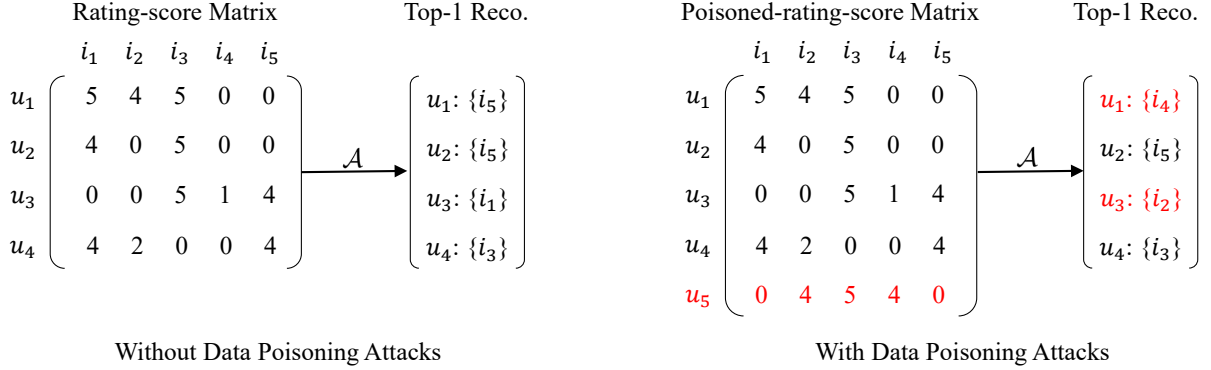 Rating-score Matrix Top-1 Reco. Poisoned-rating-score Matrix Top-1 Reco.
i₁ i₂ i₃ i₄ i₅ i₁ i₂ i₃ i₄ i₅
u₁ 5 4 5 0 0 u₁: {i₅} u₁ 5 4 5 0 0 u₁: {i₄}
u₂ 4 0 5 0 0 𝒜 u₂: {i₅} u₂ 4 0 5 0 0 𝒜 u₂: {i₅}
u₃ 0 0 5 1 4 u₃: {i₁} u₃ 0 0 5 1 4 u₃: {i₂}
u₄ 4 2 0 0 4 u₄: {i₃} u₄ 4 2 0 0 4 u₄: {i₃}
u₅ 0 4 5 4 0
Without Data Poisoning Attacks With Data Poisoning Attacks